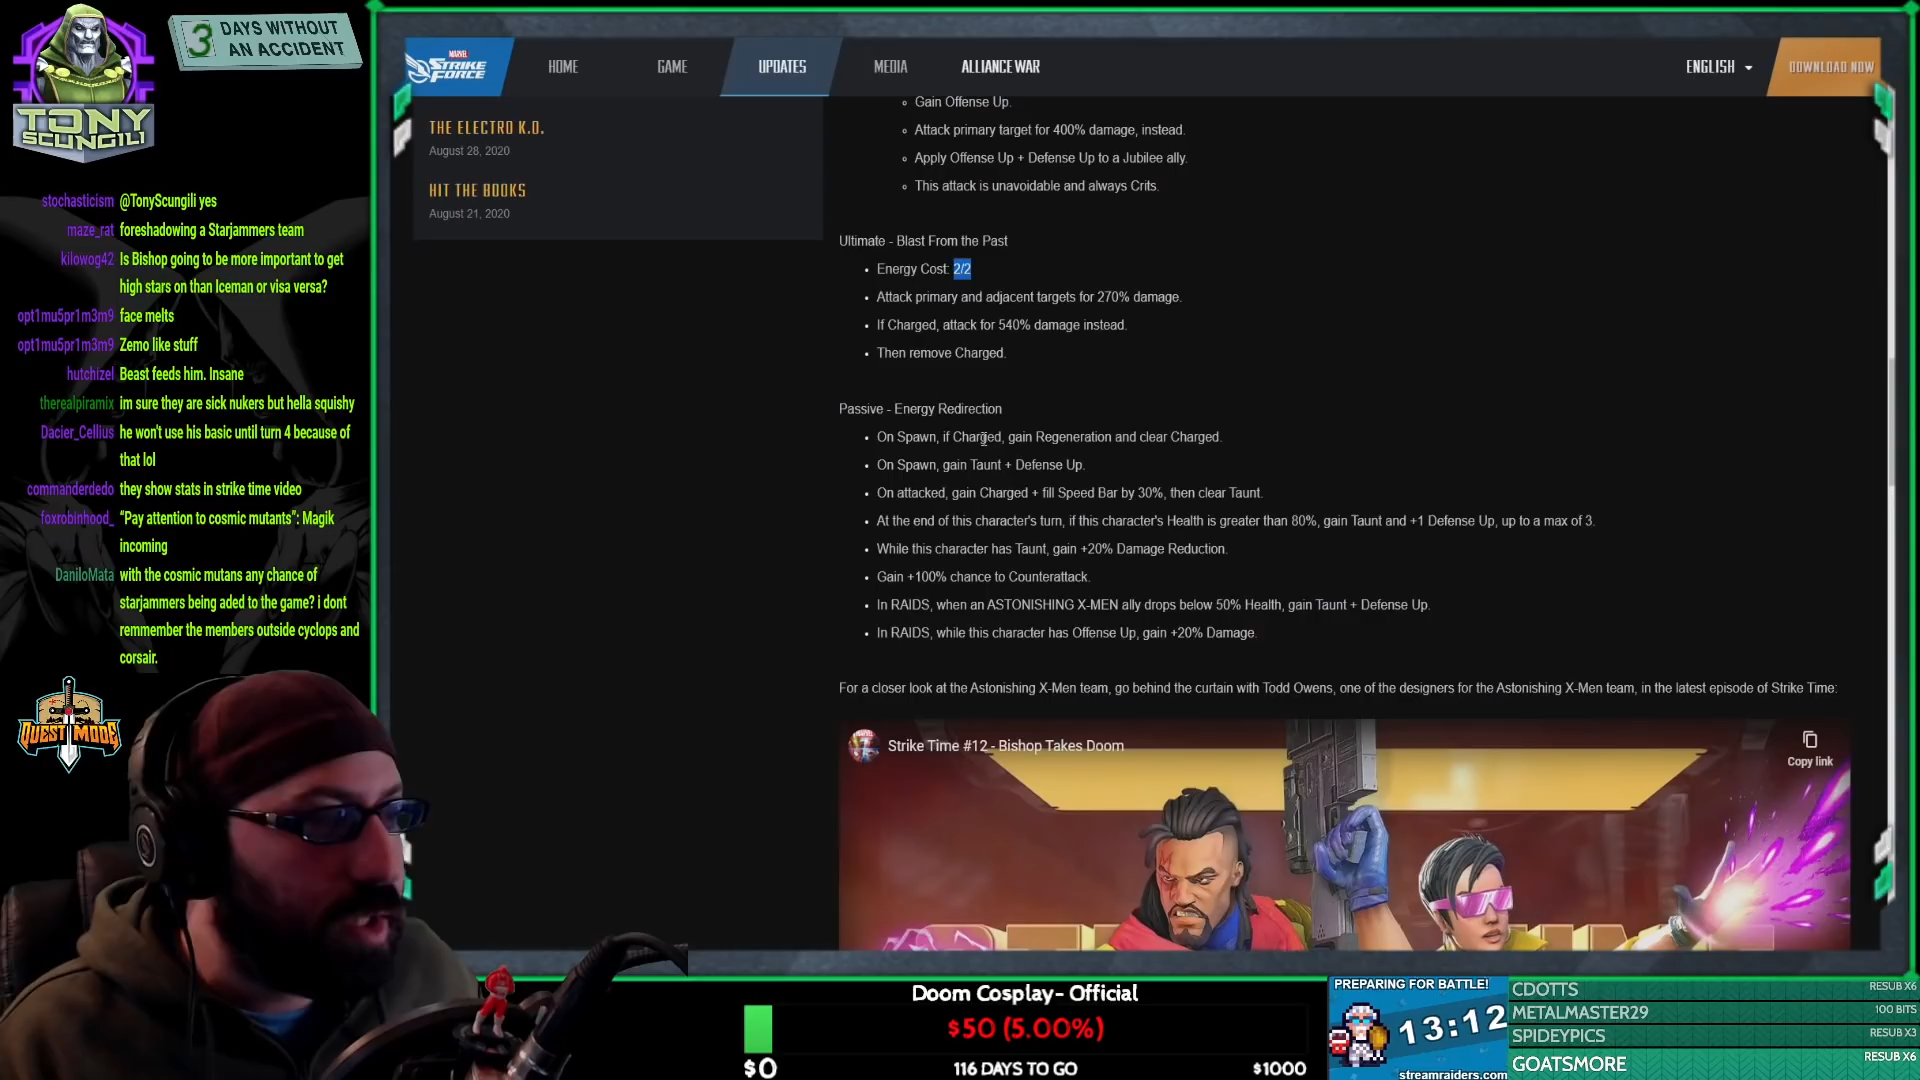 3 DAYS WITHOUT
AN ACCIDENT
TONY
SCUNGILI
stochasticism @TonyScungili yes
maze_rat foreshadowing a Starjammers team
kilowog42 Is Bishop going to be more important to get
high stars on than Iceman or visa versa?
opt1mu5pr1m3m9 face melts
opt1mu5pr1m3m9 Zemo like stuff
hutchizel Beast feeds him. Insane
therealpiramix im sure they are sick nukers but hella squishy
Dacier_Cellius he won't use his basic until turn 4 because of
that lol
commanderdedo they show stats in strike time video
foxrobinhood_ “Pay attention to cosmic mutants”: Magik
incoming
DaniloMata with the cosmic mutans any chance of
starjammers being aded to the game? i dont
remmember the members outside cyclops and
corsair.
QUEST MODE
MARVEL
STRIKE
FORCE
HOME
GAME
UPDATES
MEDIA
ALLIANCE WAR
ENGLISH
DOWNLOAD NOW
THE ELECTRO K.O.
August 28, 2020
HIT THE BOOKS
August 21, 2020
Gain Offense Up.
Attack primary target for 400% damage, instead.
Apply Offense Up + Defense Up to a Jubilee ally.
This attack is unavoidable and always Crits.
Ultimate - Blast From the Past
Energy Cost: 2/2
Attack primary and adjacent targets for 270% damage.
If Charged, attack for 540% damage instead.
Then remove Charged.
Passive - Energy Redirection
On Spawn, if Charged, gain Regeneration and clear Charged.
On Spawn, gain Taunt + Defense Up.
On attacked, gain Charged + fill Speed Bar by 30%, then clear Taunt.
At the end of this character's turn, if this character's Health is greater than 80%, gain Taunt and +1 Defense Up, up to a max of 3.
While this character has Taunt, gain +20% Damage Reduction.
Gain +100% chance to Counterattack.
In RAIDS, when an ASTONISHING X-MEN ally drops below 50% Health, gain Taunt + Defense Up.
In RAIDS, while this character has Offense Up, gain +20% Damage.
For a closer look at the Astonishing X-Men team, go behind the curtain with Todd Owens, one of the designers for the Astonishing X-Men team, in the latest episode of Strike Time:
Strike Time #12 - Bishop Takes Doom
Copy link
Doom Cosplay- Official
$50 (5.00%)
$0
116 DAYS TO GO
$1000
PREPARING FOR BATTLE!
13:12
streamraiders.com
CDOTTS RESUB X6
METALMASTER29 100 BITS
SPIDEYPICS RESUB X3
GOATSMORE RESUB X6